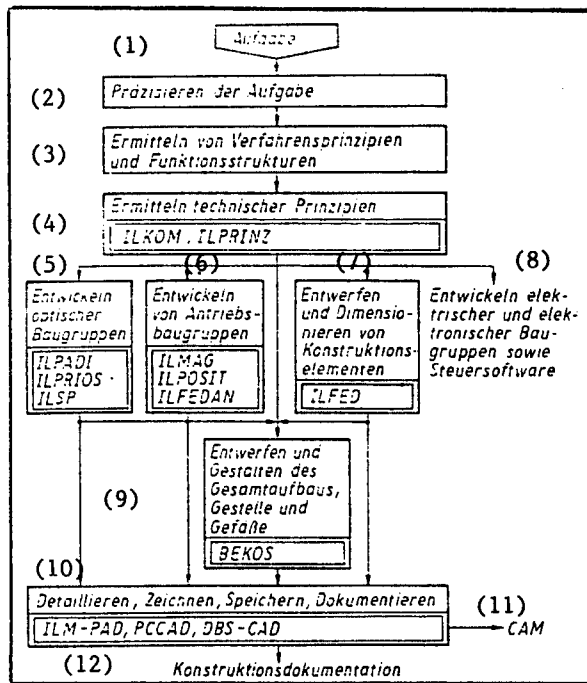 (1)
Aufgabe
(2)
Präzisieren der Aufgabe
(3)
Ermitteln von Verfahrensprinzipien
und Funktionsstrukturen
(4)
Ermitteln technischer Prinzipien
ILKOM, ILPRINZ
(5)
Entwickeln
optischer
Baugruppen
ILPADI
ILPRIOS
ILSP
(6)
Entwickeln
von Antriebs-
baugruppen
ILMAG
ILPOSIT
ILFEDAN
(7)
Entwerfen
und Dimensio-
nieren von
Konstruktions-
elementen
ILFED
(8)
Entwickeln elek-
trischer und elek-
tronischer Bau-
gruppen sowie
Steuersoftware
(9)
Entwerfen und
Gestalten des
Gesamtaufbaus,
Gestelle und
Gefäße
BEKOS
(10)
Detaillieren, Zeichnen, Speichern, Dokumentieren
ILM-PAD, PCCAD, DBS-CAD
(11)
CAM
(12)
Konstruktionsdokumentation